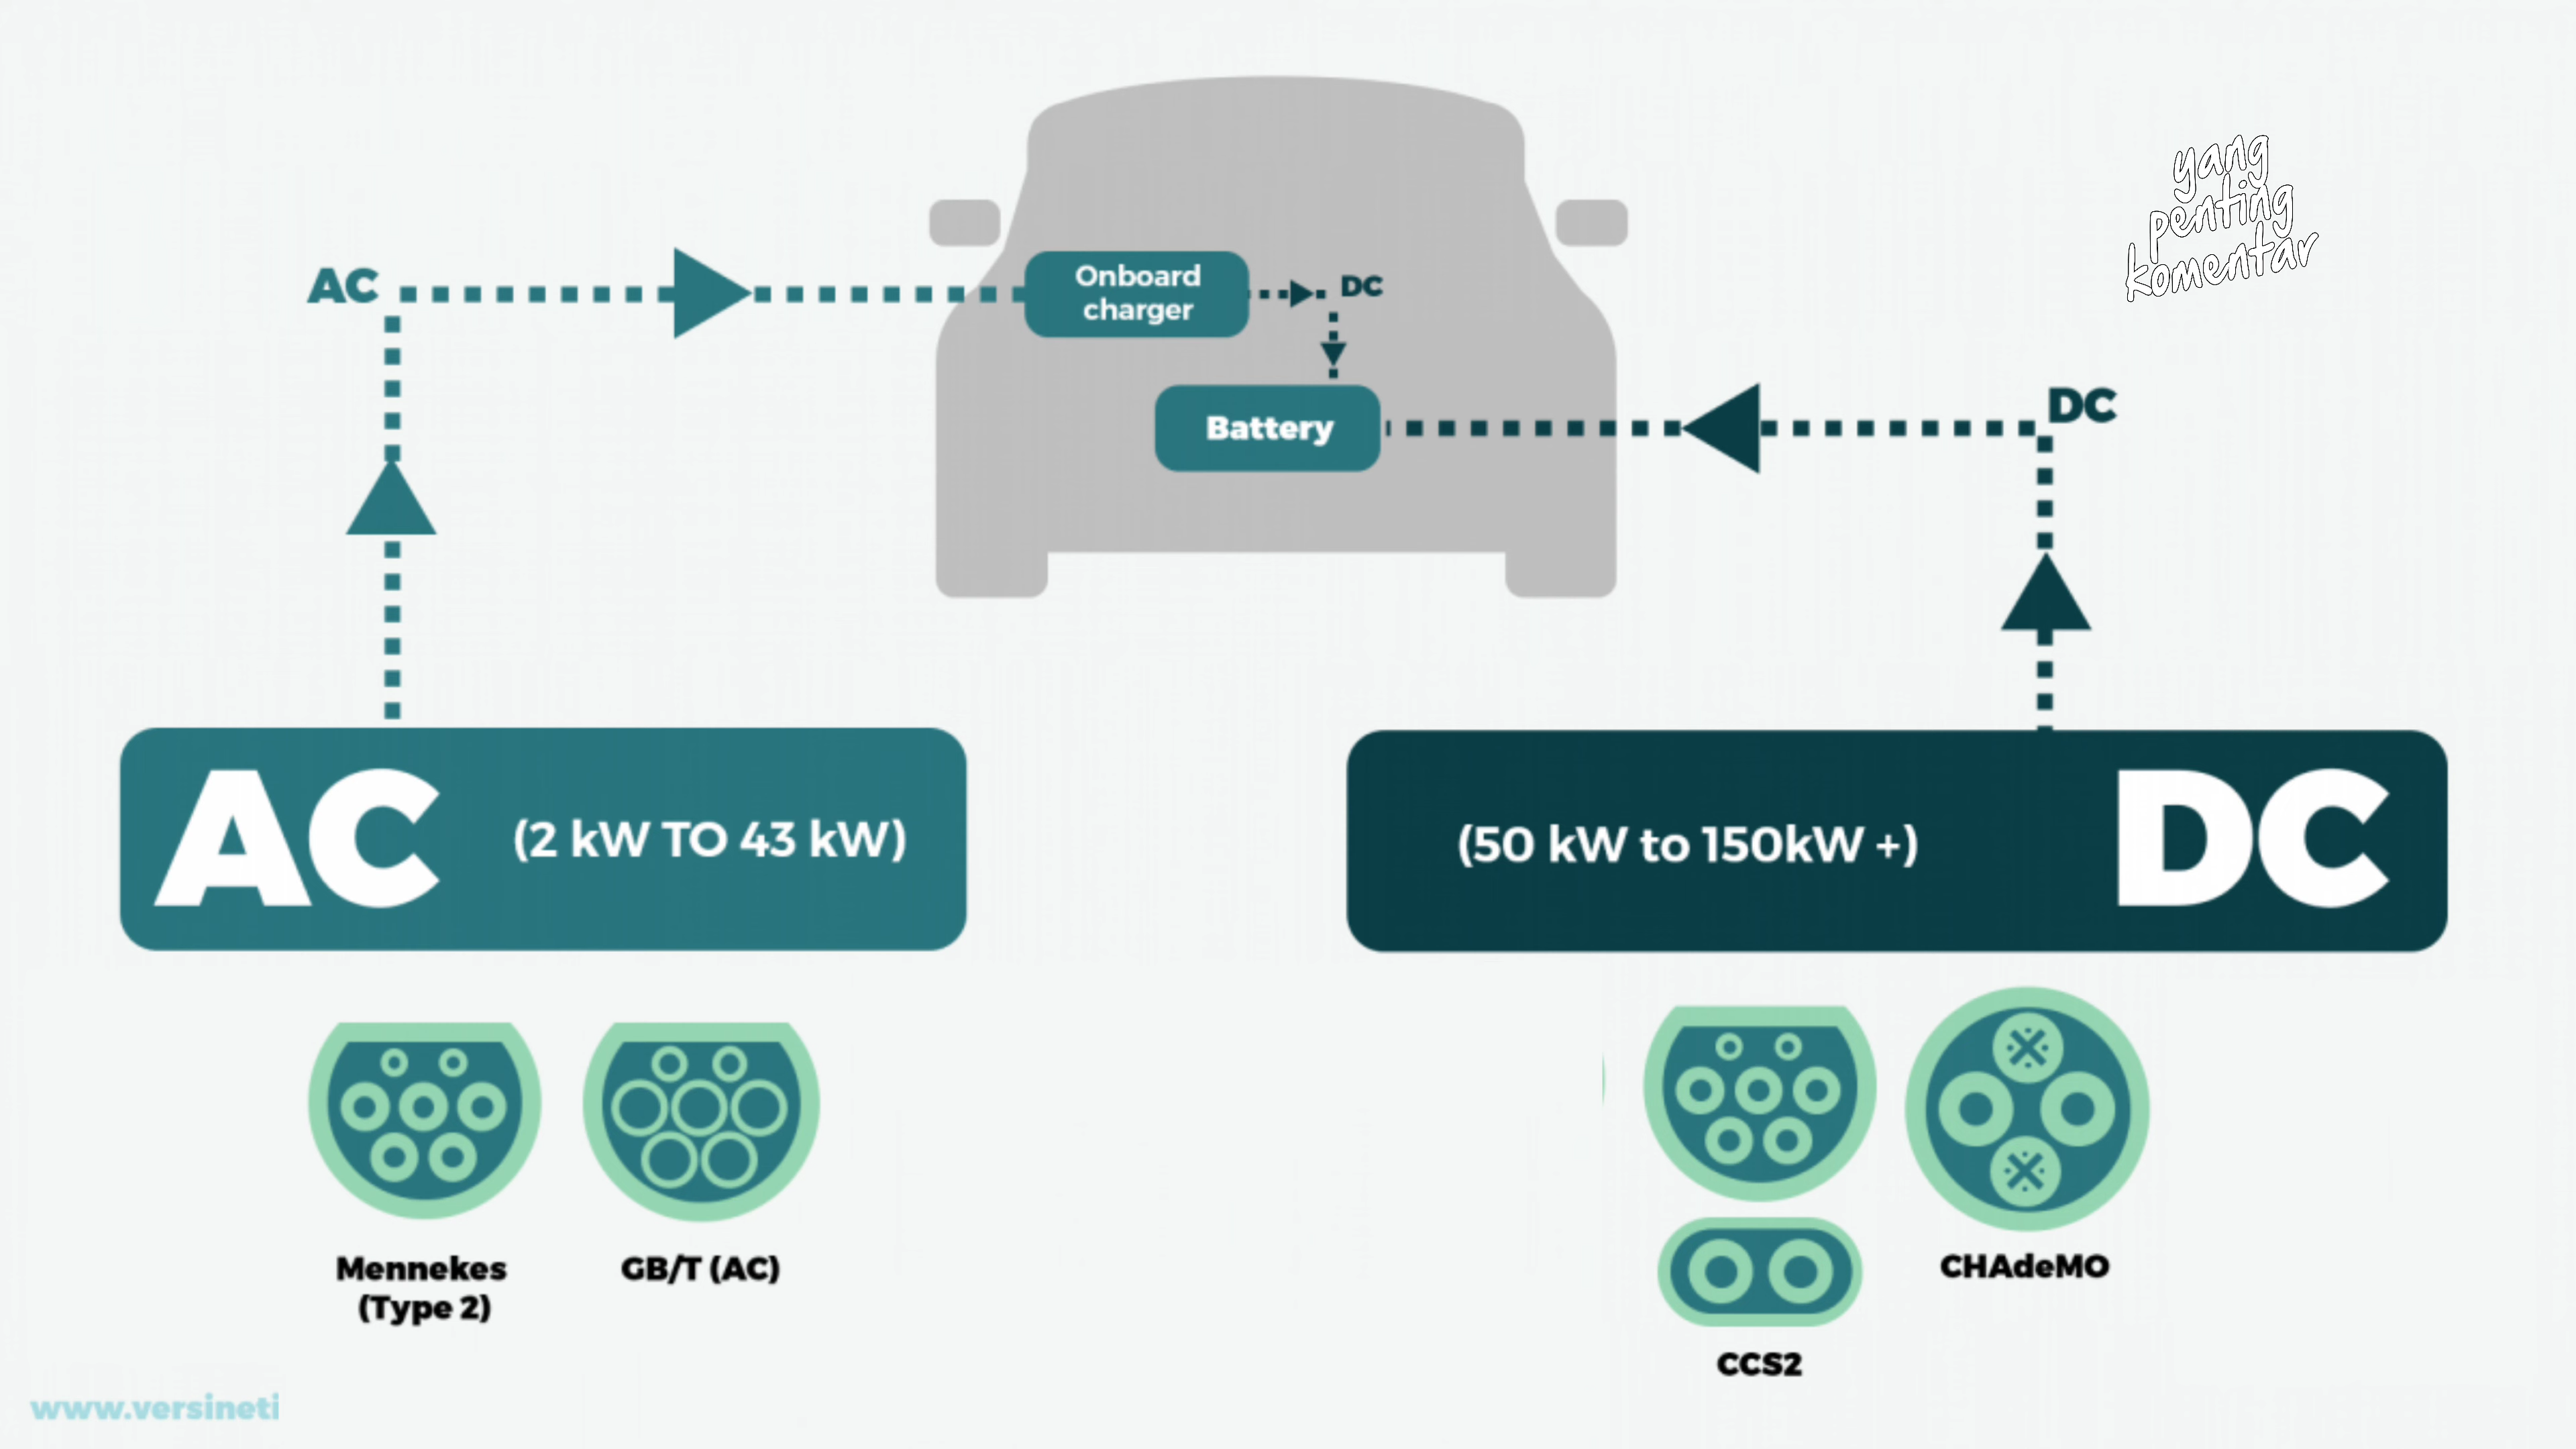 yang
penting
komentar
AC
Onboard
charger
DC
Battery
DC
AC (2 kW TO 43 kW)
(50 kW to 150kW +) DC
Mennekes
(Type 2)
GB/T (AC)
CHAdeMO
CCS2
www.versineti